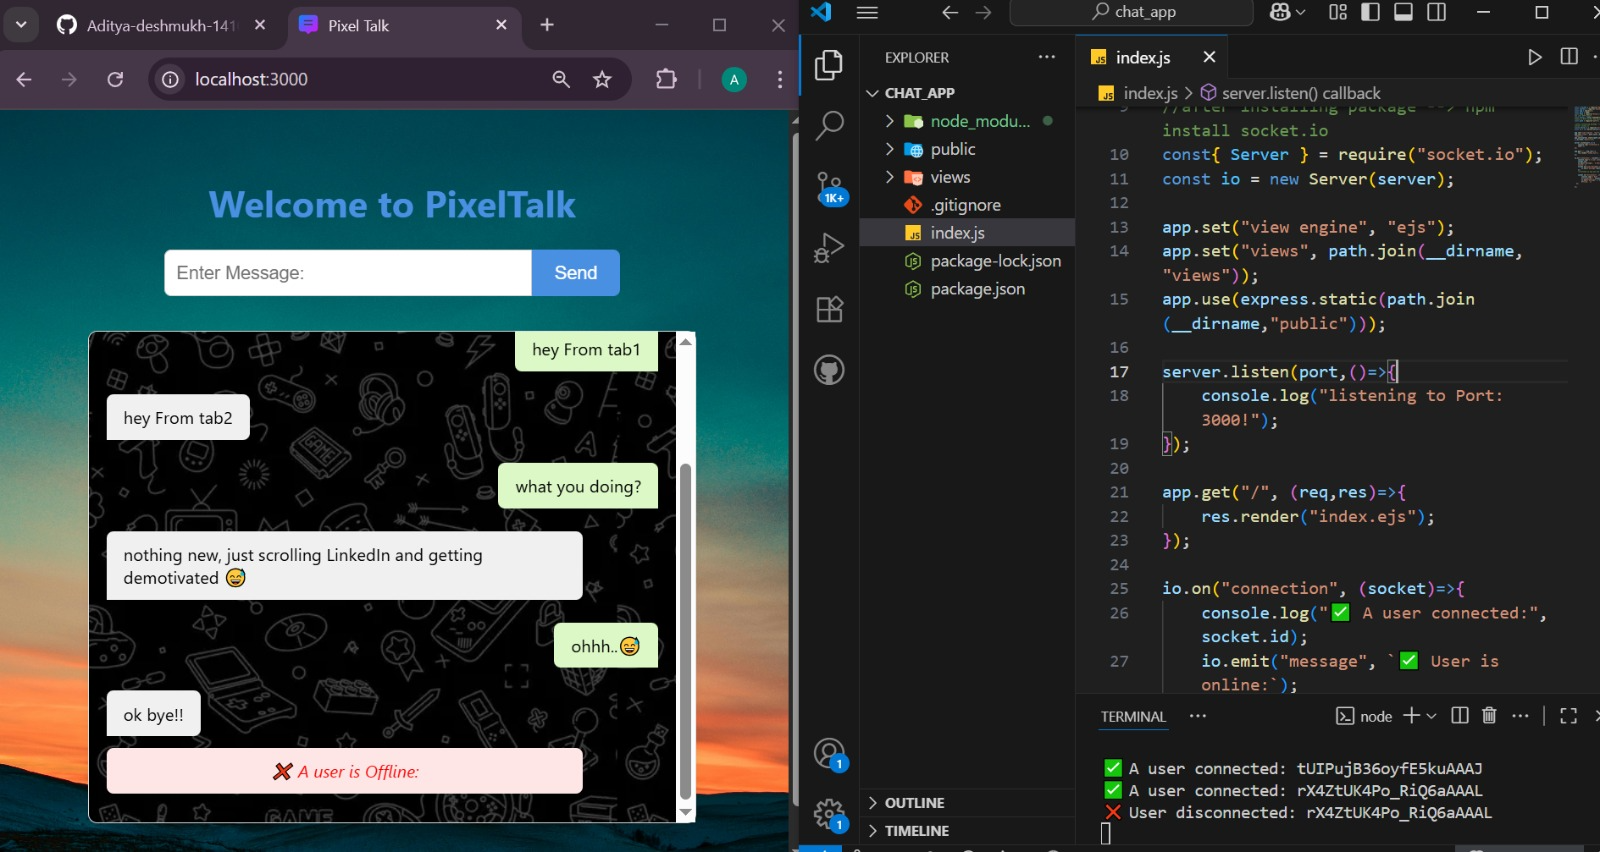 Aditya-deshmukh-141
Pixel Talk
localhost:3000
A
Welcome to PixelTalk
Enter Message:
Send
hey From tab1
hey From tab2
what you doing?
nothing new, just scrolling LinkedIn and getting
demotivated 😅
ohhh..😅
ok bye!!
❌ A user is Offline:
GAME
chat_app
EXPLORER
CHAT_APP
node_modu...
public
views
.gitignore
JS index.js
package-lock.json
package.json
OUTLINE
TIMELINE
1K+
1
1
JS index.js
JS index.js > server.listen() callback
9 //after installing package --> npm
install socket.io
10 const{ Server } = require("socket.io");
11 const io = new Server(server);
12
13 app.set("view engine", "ejs");
14 app.set("views", path.join(__dirname,
"views"));
15 app.use(express.static(path.join
(__dirname,"public")));
16
17 server.listen(port,()=>{
18 console.log("listening to Port:
3000!");
19 });
20
21 app.get("/", (req,res)=>{
22 res.render("index.ejs");
23 });
24
25 io.on("connection", (socket)=>{
26 console.log("✅ A user connected:",
socket.id);
27 io.emit("message", `✅ User is
online:`);
TERMINAL
node
✅ A user connected: tUIPujB36oyfE5kuAAAJ
✅ A user connected: rX4ZtUK4Po_RiQ6aAAAL
❌ User disconnected: rX4ZtUK4Po_RiQ6aAAAL